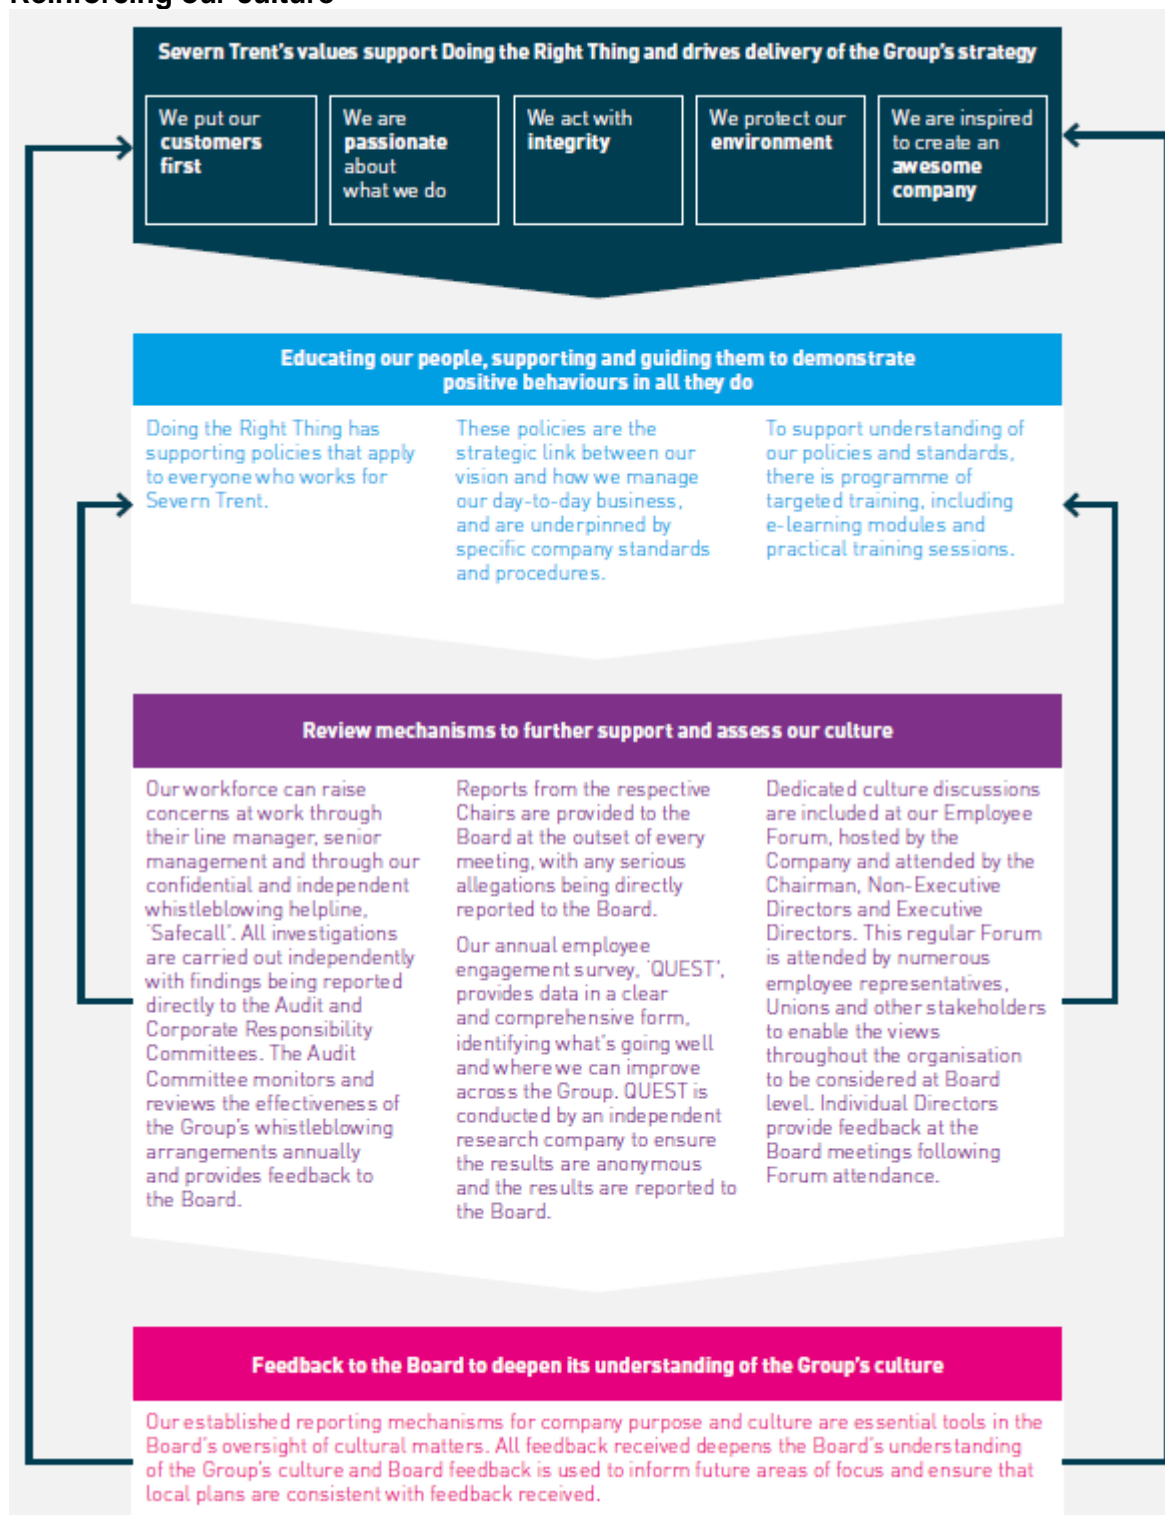 Reinforcing our culture
Severn Trent's values support Doing the Right Thing and drives delivery of the Group's strategy
We put our
customers
first
We are
passionate
about
what we do
We act with
integrity
We protect our
environment
We are inspired
to create an
awesome
company
Educating our people, supporting and guiding them to demonstrate
positive behaviours in all they do
Doing the Right Thing has
supporting policies that apply
to everyone who works for
Severn Trent.
These policies are the
strategic link between our
vision and how we manage
our day-to-day business,
and are underpinned by
specific company standards
and procedures.
To support understanding of
our policies and standards,
there is programme of
targeted training, including
e-learning modules and
practical training sessions.
Review mechanisms to further support and assess our culture
Our workforce can raise
concerns at work through
their line manager, senior
management and through our
confidential and independent
whistleblowing helpline,
'Safecall'. All investigations
are carried out independently
with findings being reported
directly to the Audit and
Corporate Responsibility
Committees. The Audit
Committee monitors and
reviews the effectiveness of
the Group's whistleblowing
arrangements annually
and provides feedback to
the Board.
Reports from the respective
Chairs are provided to the
Board at the outset of every
meeting, with any serious
allegations being directly
reported to the Board.
Our annual employee
engagement survey, 'QUEST',
provides data in a clear
and comprehensive form,
identifying what's going well
and where we can improve
across the Group. QUEST is
conducted by an independent
research company to ensure
the results are anonymous
and the results are reported to
the Board.
Dedicated culture discussions
are included at our Employee
Forum, hosted by the
Company and attended by the
Chairman, Non-Executive
Directors and Executive
Directors. This regular Forum
is attended by numerous
employee representatives,
Unions and other stakeholders
to enable the views
throughout the organisation
to be considered at Board
level. Individual Directors
provide feedback at the
Board meetings following
Forum attendance.
Feedback to the Board to deepen its understanding of the Group's culture
Our established reporting mechanisms for company purpose and culture are essential tools in the
Board's oversight of cultural matters. All feedback received deepens the Board's understanding
of the Group's culture and Board feedback is used to inform future areas of focus and ensure that
local plans are consistent with feedback received.